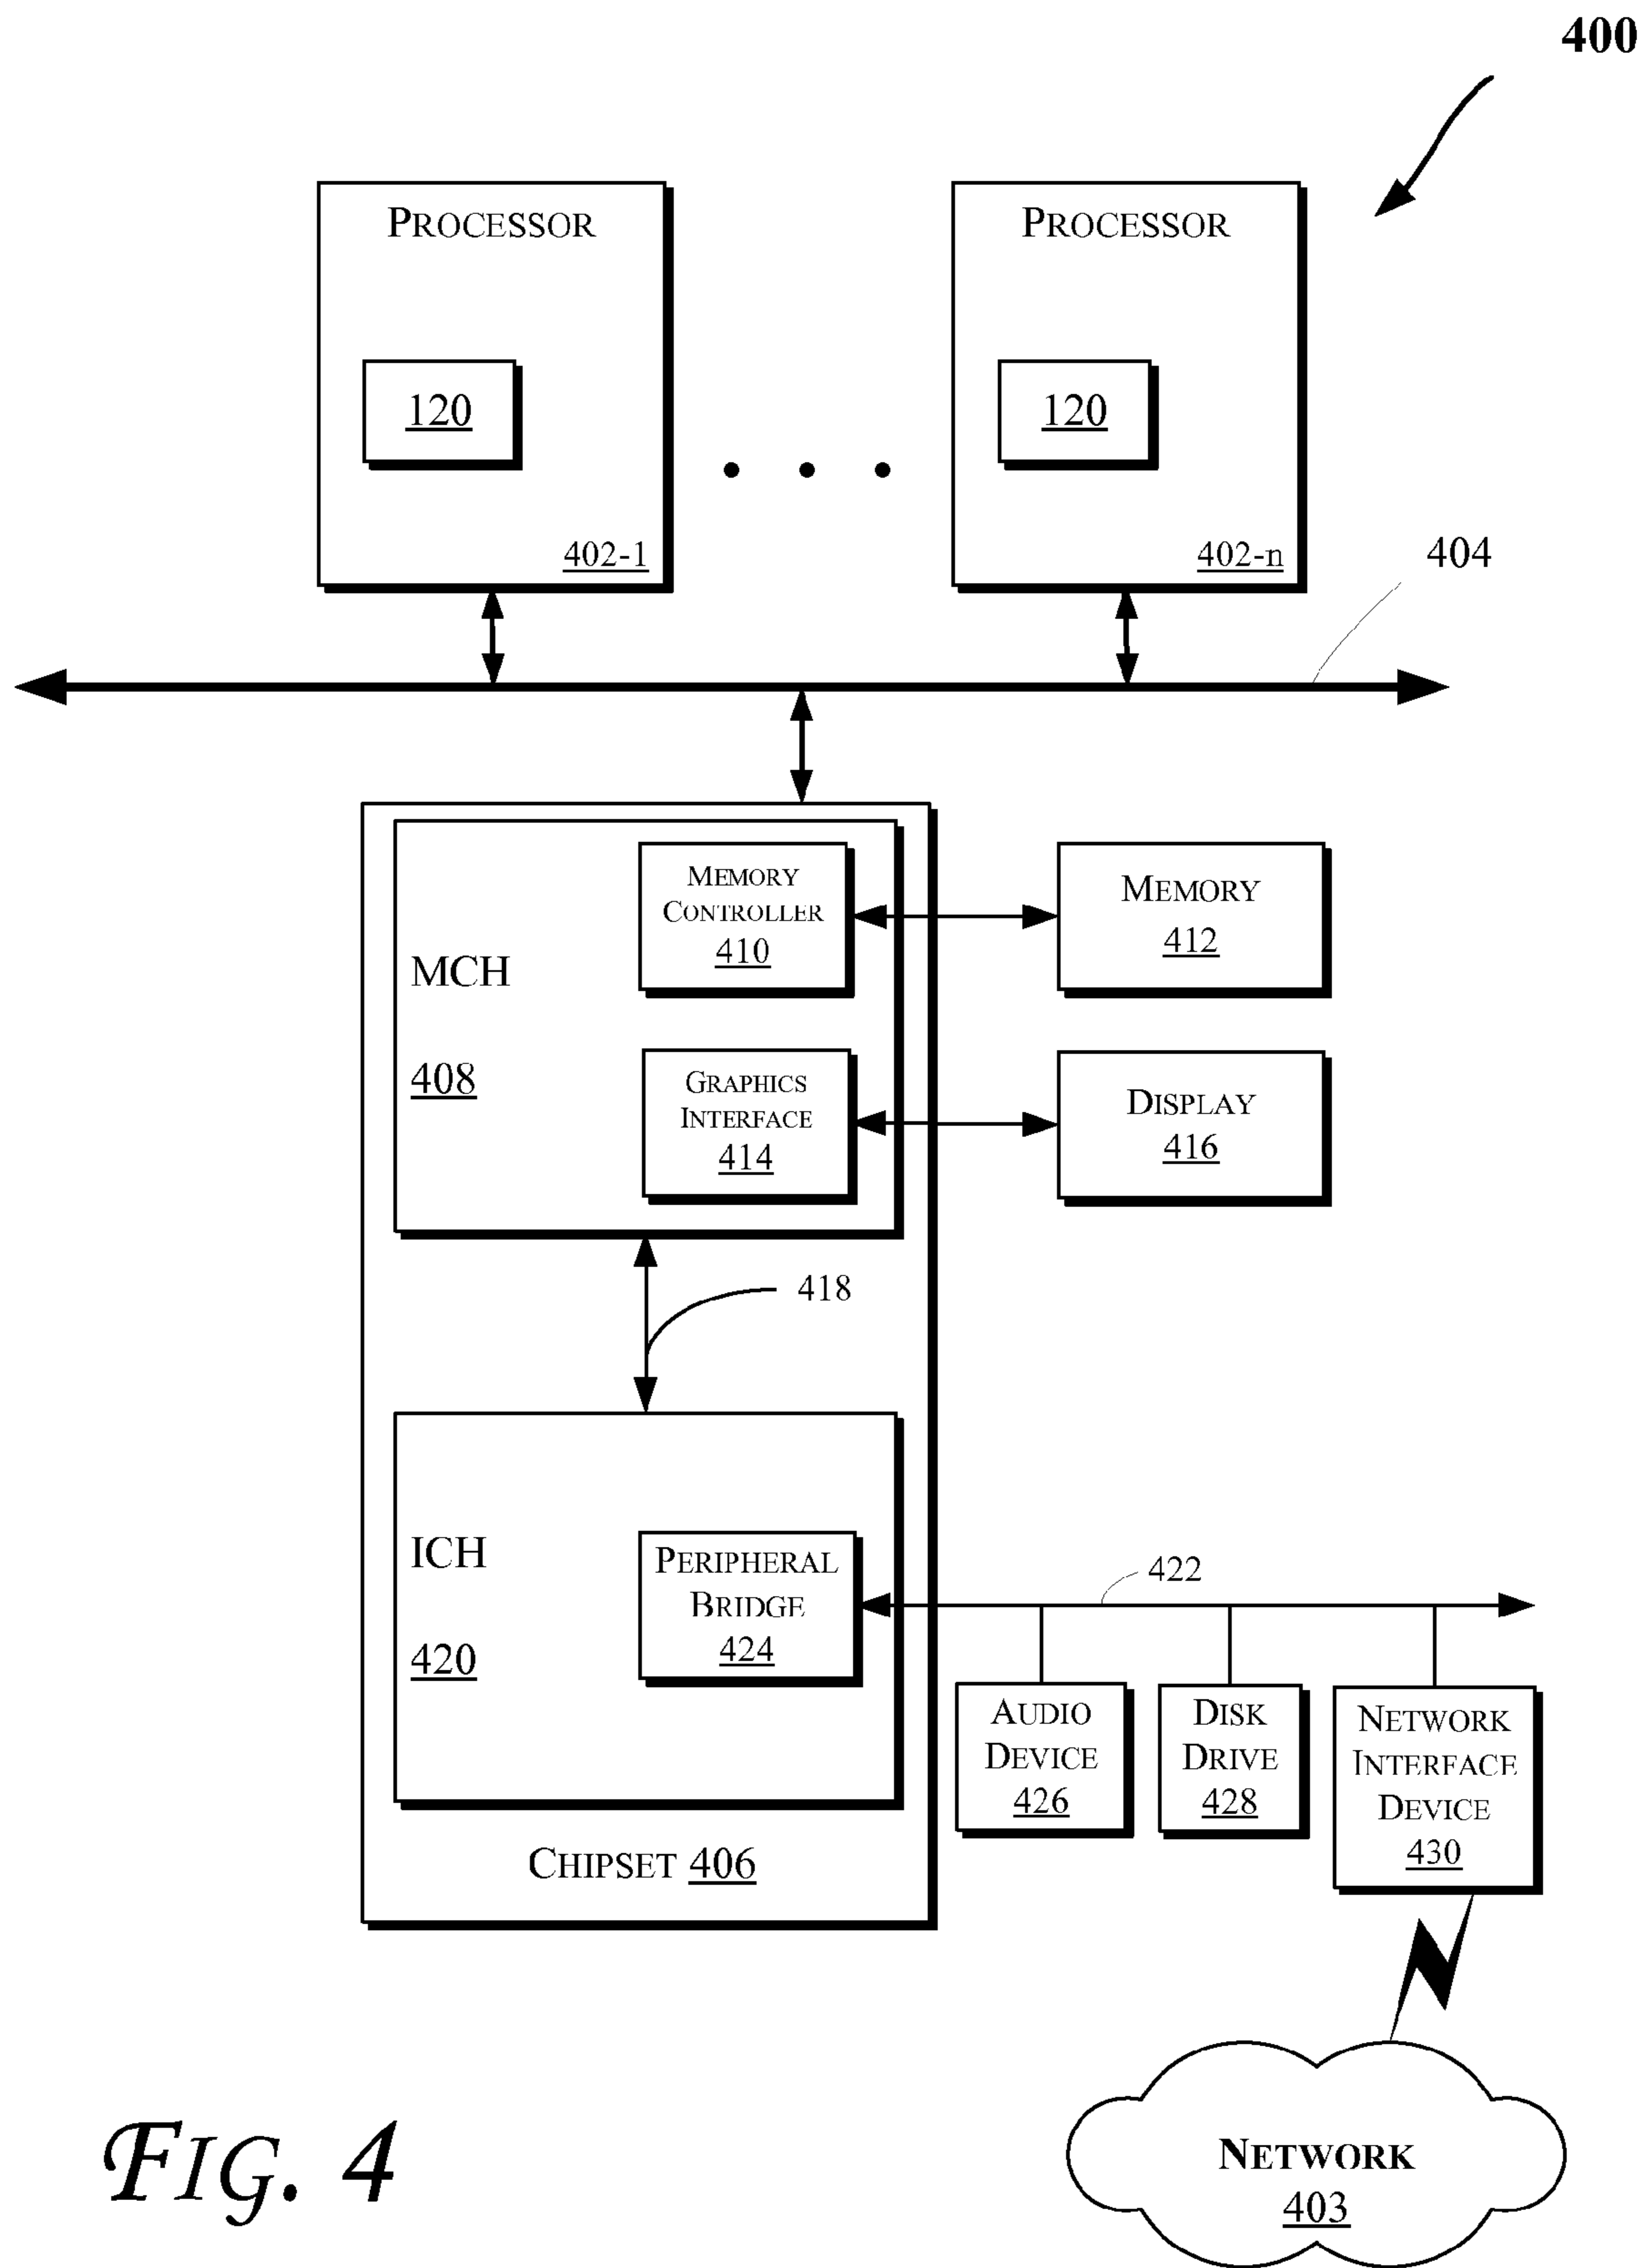 400
PROCESSOR
120
402-1
PROCESSOR
120
402-n
404
MCH
408
MEMORY
CONTROLLER
410
MEMORY
412
GRAPHICS
INTERFACE
414
DISPLAY
416
418
ICH
420
PERIPHERAL
BRIDGE
424
422
AUDIO
DEVICE
426
DISK
DRIVE
428
NETWORK
INTERFACE
DEVICE
430
CHIPSET 406
NETWORK
403
FIG. 4